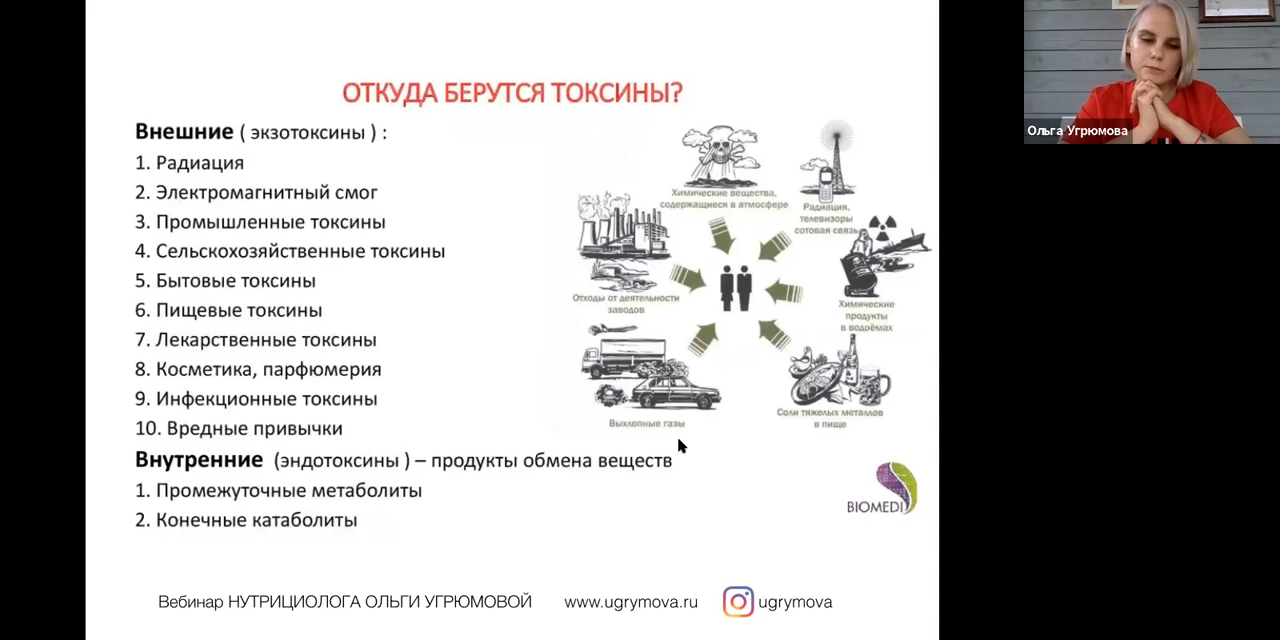 ОТКУДА БЕРУТСЯ ТОКСИНЫ?
Внешние ( экзотоксины ) :
1. Радиация
2. Электромагнитный смог
3. Промышленные токсины
4. Сельскохозяйственные токсины
5. Бытовые токсины
6. Пищевые токсины
7. Лекарственные токсины
8. Косметика, парфюмерия
9. Инфекционные токсины
10. Вредные привычки
Внутренние (эндотоксины ) – продукты обмена веществ
1. Промежуточные метаболиты
2. Конечные катаболиты
Химические вещества,
содержащиеся в атмосфере
Радиация,
телевизоры
сотовая связь
Отходы от деятельности
заводов
Химические
продукты
в водоёмах
Выхлопные газы
Соли тяжелых металлов
в пище
BIOMEDI
Вебинар НУТРИЦИОЛОГА ОЛЬГИ УГРЮМОВОЙ
www.ugrymova.ru
ugrymova
Ольга Угрюмова